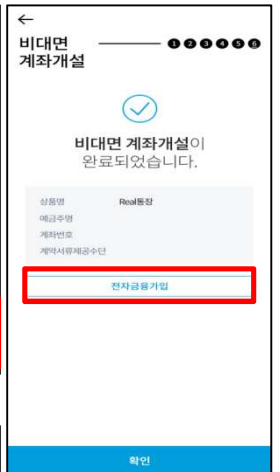 ←
비대면
계좌개설
❶❷❸❹❺❻
비대면 계좌개설이
완료되었습니다.
상품명 Real통장
예금주명
계좌번호
계약서류제공수단
전자금융가입
확인